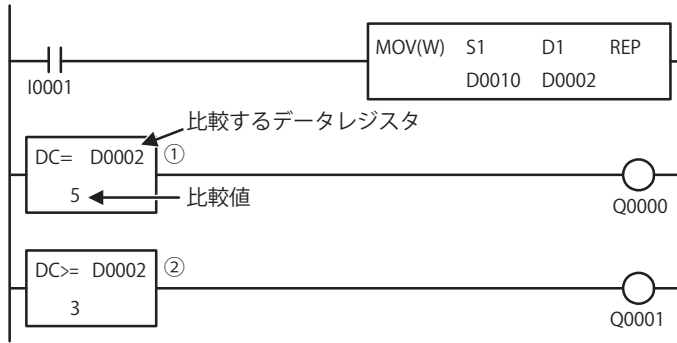 MOV(W) S1 D1 REP
D0010 D0002
I0001
比較するデータレジスタ
DC= D0002 ①
5 比較値
Q0000
DC>= D0002 ②
3
Q0001